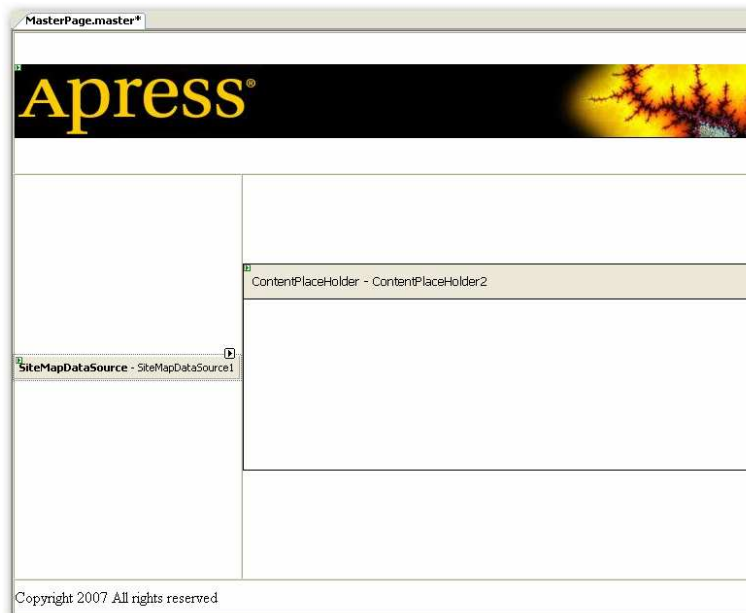 MasterPage.master*
Apress®
ContentPlaceHolder - ContentPlaceHolder2
SiteMapDataSource - SiteMapDataSource1
Copyright 2007 All rights reserved